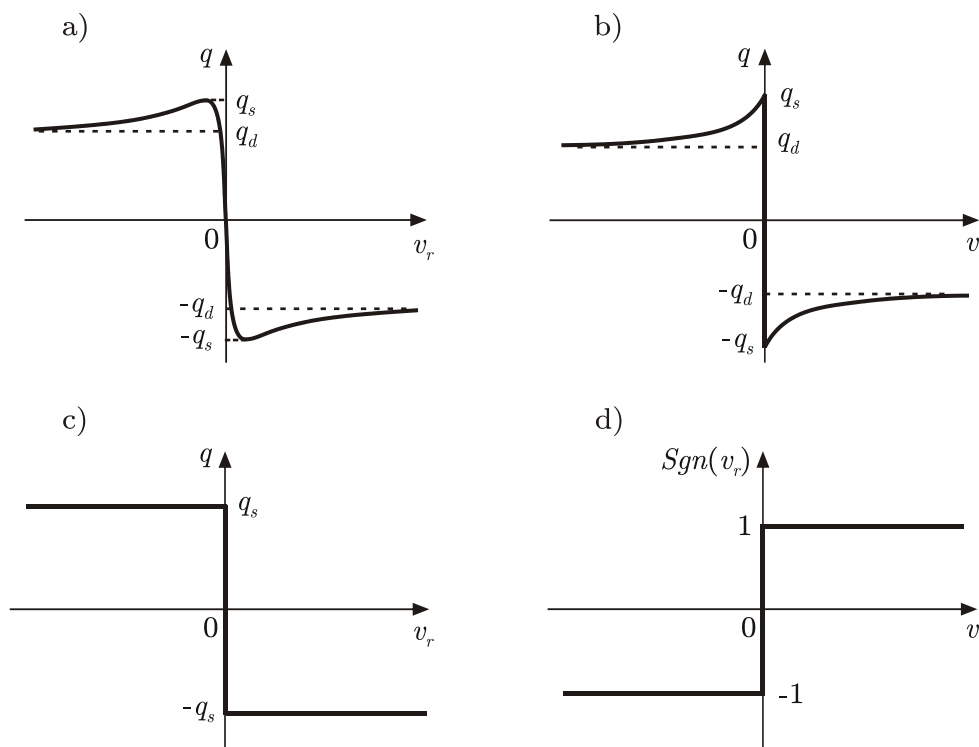 a)
q
q_s
q_d
0
v_r
-q_d
-q_s
b)
q
q_s
q_d
0
v
-q_d
-q_s
c)
q
q_s
0
v_r
-q_s
d)
Sgn(v_r)
1
0
v
-1